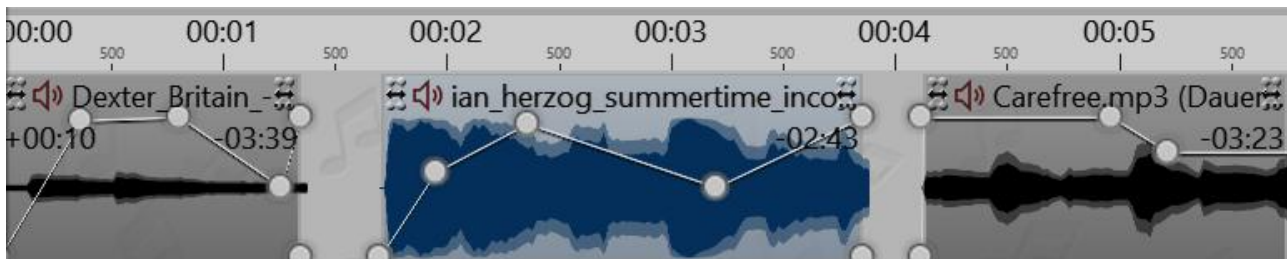 00:00 00:01 00:02 00:03 00:04 00:05
500 500 500 500 500 500
Dexter_Britain_- ian_herzog_summertime_inco Carefree.mp3 (Dauer
+00:10 -03:39 -02:43 -03:23